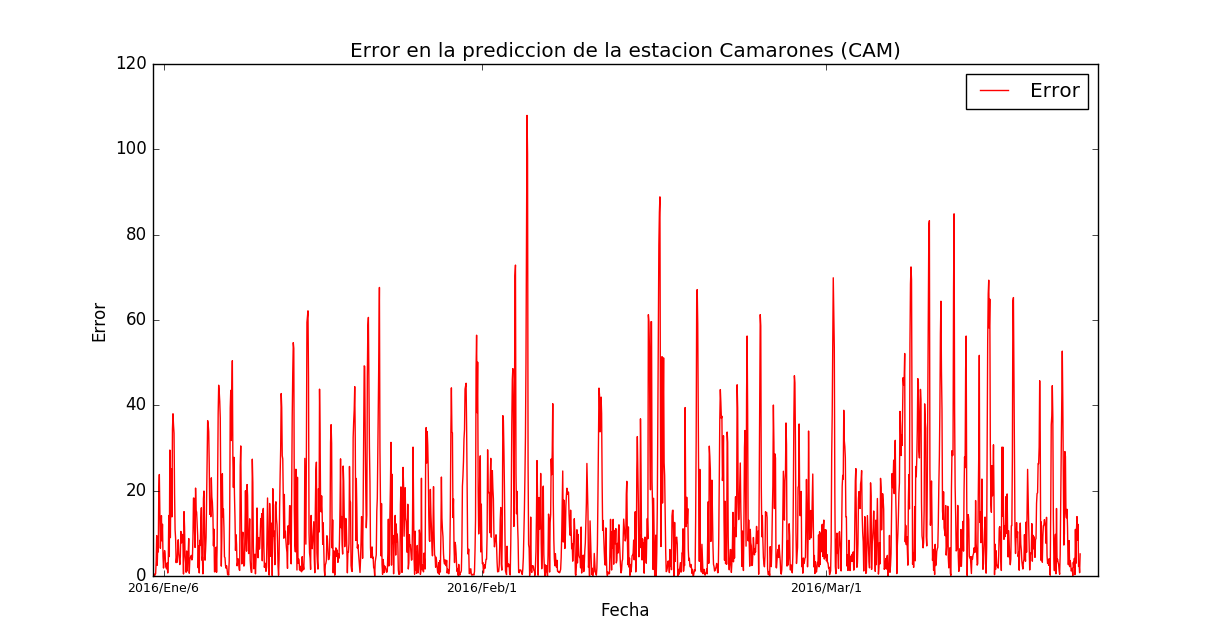 Error en la prediccion de la estacion Camarones (CAM)
120
100
80
60
40
20
0
Error
Error
2016/Ene/6
2016/Feb/1
2016/Mar/1
Fecha